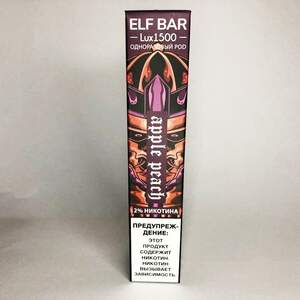 ELF BAR
Lux1500
ОДНОРАЗОВЫЙ POD
apple peach
2% НИКОТИНА
ПРЕДУПРЕЖ-
ДЕНИЕ:
ЭТОТ
ПРОДУКТ
СОДЕРЖИТ
НИКОТИН.
НИКОТИН
ВЫЗЫВАЕТ
ЗАВИСИМОСТЬ.